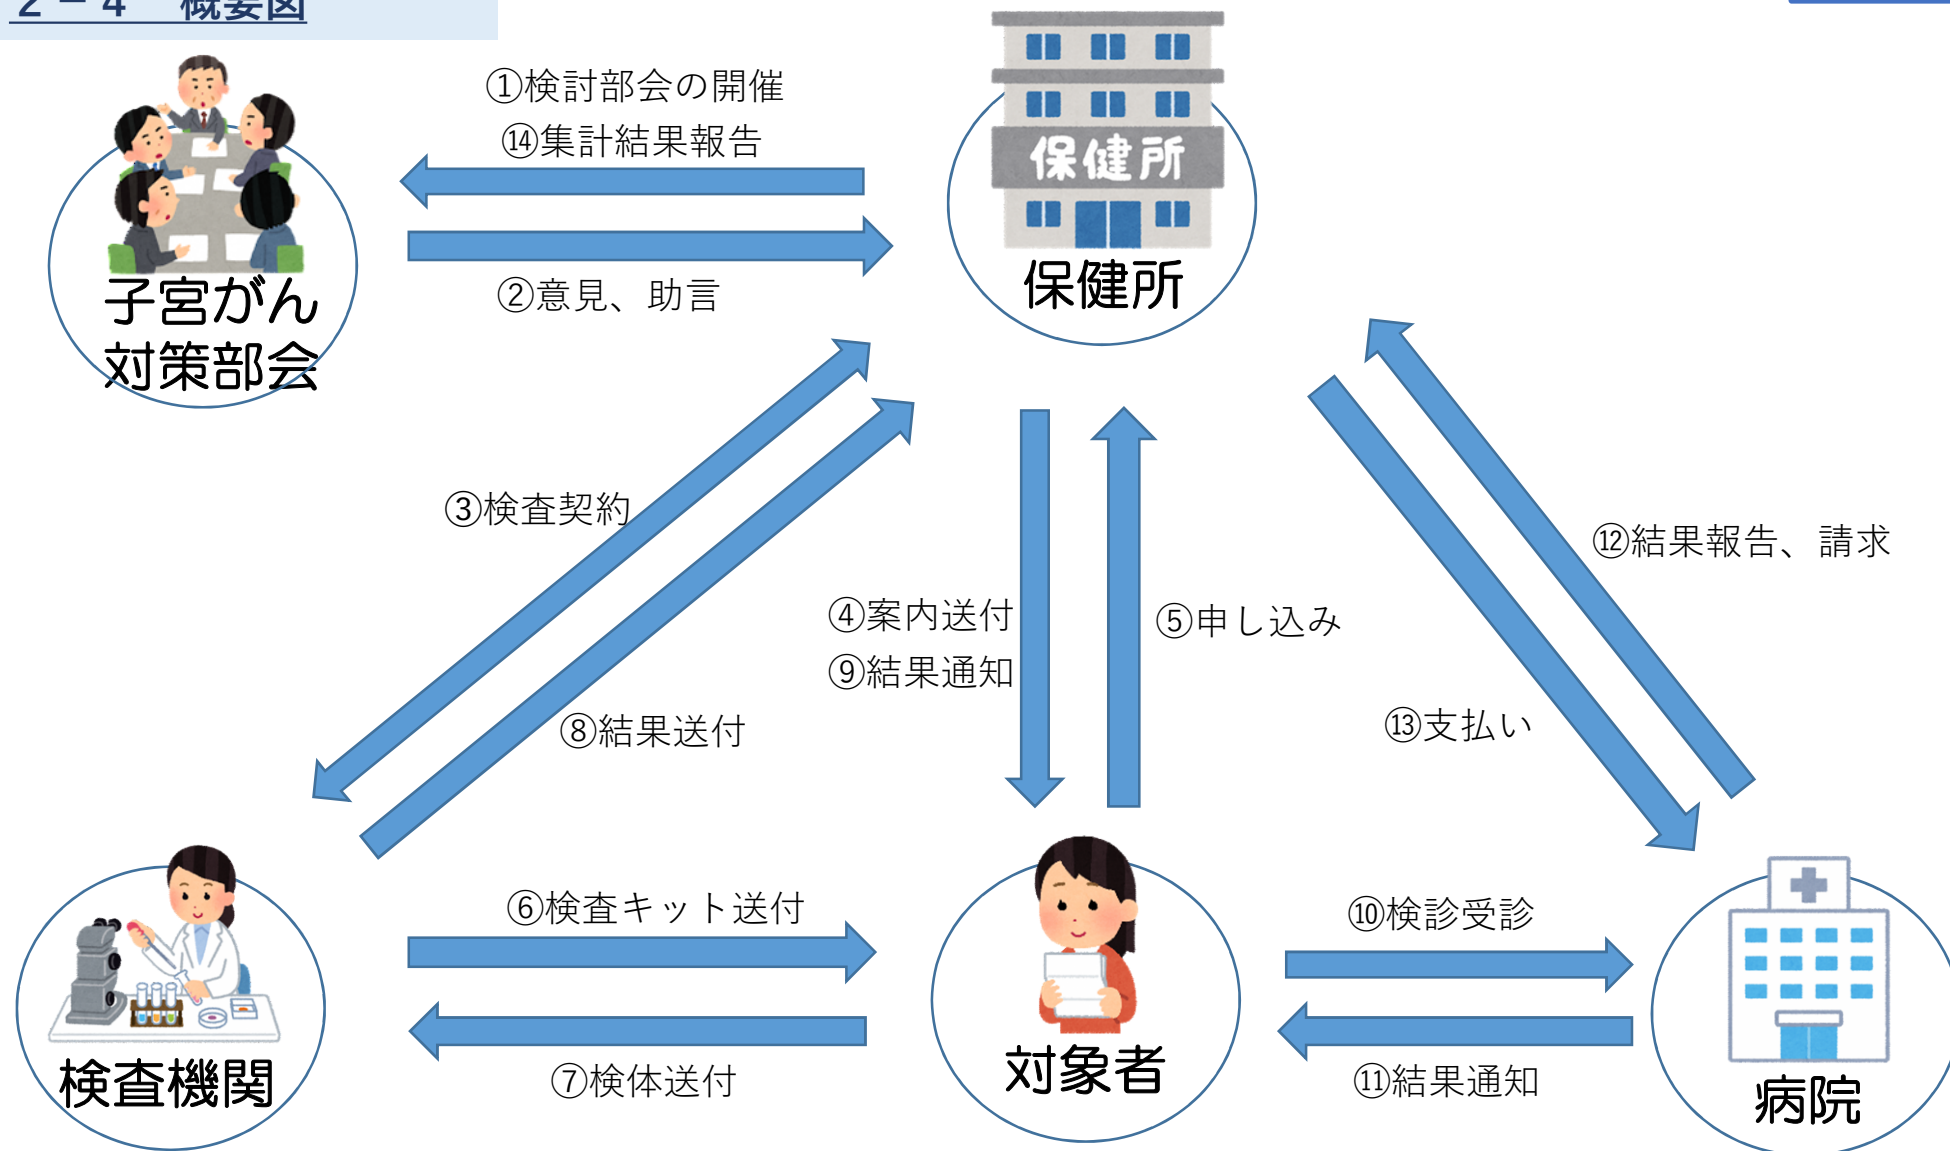 ２－４　概要図
①検討部会の開催
⑭集計結果報告
保健所
保健所
②意見、助言
子宮がん
対策部会
③検査契約
⑫結果報告、請求
④案内送付
⑨結果通知
⑤申し込み
⑧結果送付
⑬支払い
⑥検査キット送付
⑩検診受診
検査機関
⑦検体送付
対象者
⑪結果通知
病院